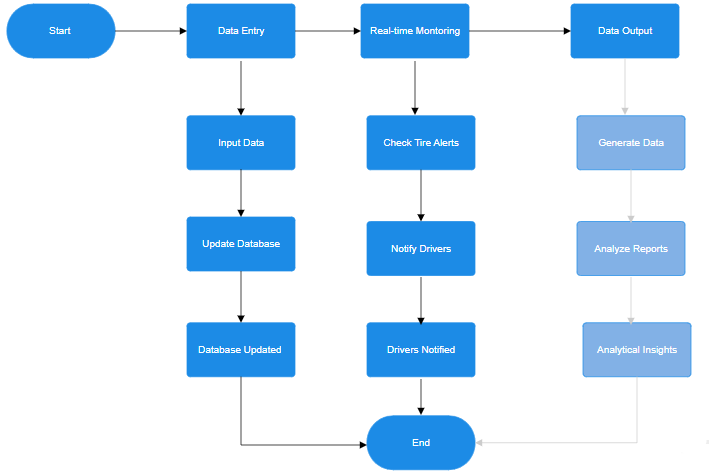 Start
Data Entry
Real-time Montoring
Data Output
Input Data
Check Tire Alerts
Generate Data
Update Database
Notify Drivers
Analyze Reports
Database Updated
Drivers Notified
Analytical Insights
End